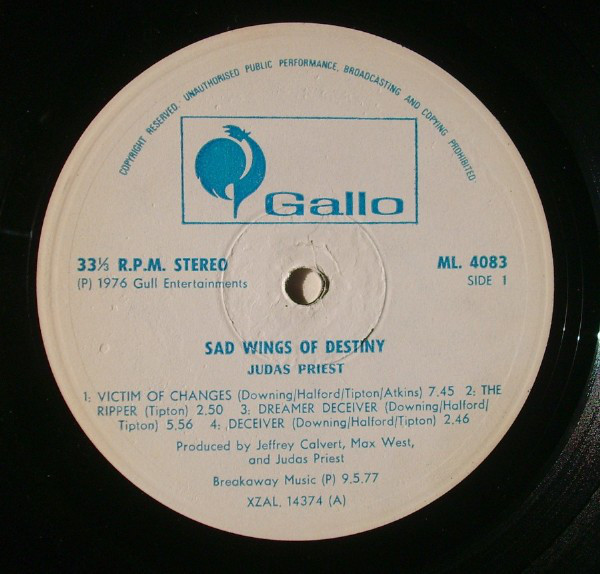 COPYRIGHT RESERVED. UNAUTHORISED PUBLIC PERFORMANCE, BROADCASTING AND COPYING PROHIBITED
Gallo
33⅓ R.P.M. STEREO
ML. 4083
(P) 1976 Gull Entertainments
SIDE 1
SAD WINGS OF DESTINY
JUDAS PRIEST
1: VICTIM OF CHANGES (Downing/Halford/Tipton/Atkins) 7.45 2: THE
RIPPER (Tipton) 2.50 3: DREAMER DECEIVER (Downing/Halford/
Tipton) 5.56 4: DECEIVER (Downing/Halford/Tipton) 2.46
Produced by Jeffrey Calvert, Max West,
and Judas Priest
Breakaway Music (P) 9.5.77
XZAL. 14374 (A)